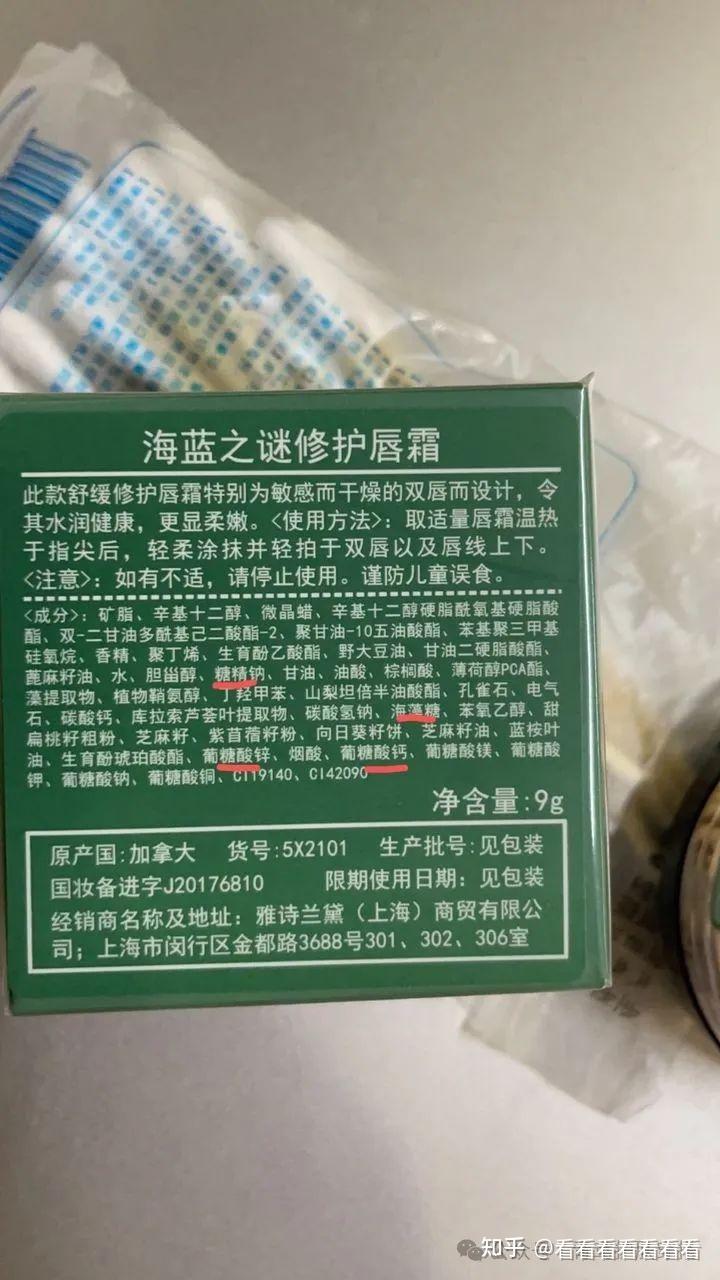 海蓝之谜修护唇霜
此款舒缓修护唇霜特别为敏感而干燥的双唇而设计，令
其水润健康，更显柔嫩。<使用方法>：取适量唇霜温热
于指尖后，轻柔涂抹并轻拍于双唇以及唇线上下。
<注意>：如有不适，请停止使用。谨防儿童误食。
<成分>：矿脂、辛基十二醇、微晶蜡、辛基十二醇硬脂酰氧基硬脂酸
酯、双-二甘油多酰基己二酸酯-2、聚甘油-10五油酸酯、苯基聚三甲基
硅氧烷、香精、聚丁烯、生育酚乙酸酯、野大豆油、甘油二硬脂酸酯、
蓖麻籽油、水、胆甾醇、糖精钠、甘油、油酸、棕榈酸、薄荷醇PCA酯、
藻提取物、植物鞘氨醇、丁羟甲苯、山梨坦倍半油酸酯、孔雀石、电气
石、碳酸钙、库拉索芦荟叶提取物、碳酸氢钠、海藻糖、苯氧乙醇、甜
扁桃籽粗粉、芝麻籽、紫苜蓿籽粉、向日葵籽饼、芝麻籽油、蓝桉叶
油、生育酚琥珀酸酯、葡糖酸锌、烟酸、葡糖酸钙、葡糖酸镁、葡糖酸
钾、葡糖酸钠、葡糖酸铜、CI19140、CI42090
净含量:9g
原产国:加拿大 货号:5X2101 生产批号:见包装
国妆备进字J20176810 限期使用日期：见包装
经销商名称及地址：雅诗兰黛（上海）商贸有限公
司；上海市闵行区金都路3688号301、302、306室
知乎 @看看看看看看看看